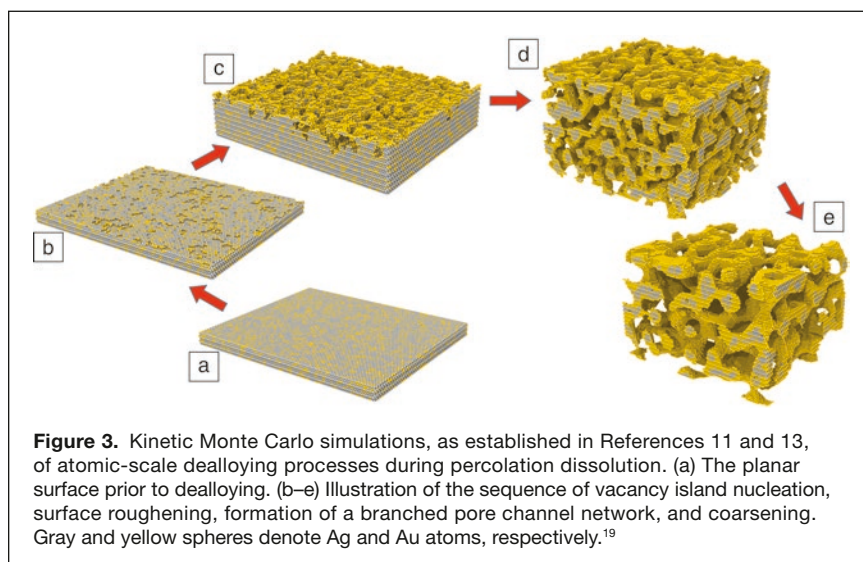 c
d
b
e
a
Figure 3. Kinetic Monte Carlo simulations, as established in References 11 and 13,
of atomic-scale dealloying processes during percolation dissolution. (a) The planar
surface prior to dealloying. (b–e) Illustration of the sequence of vacancy island nucleation,
surface roughening, formation of a branched pore channel network, and coarsening.
Gray and yellow spheres denote Ag and Au atoms, respectively.¹⁹